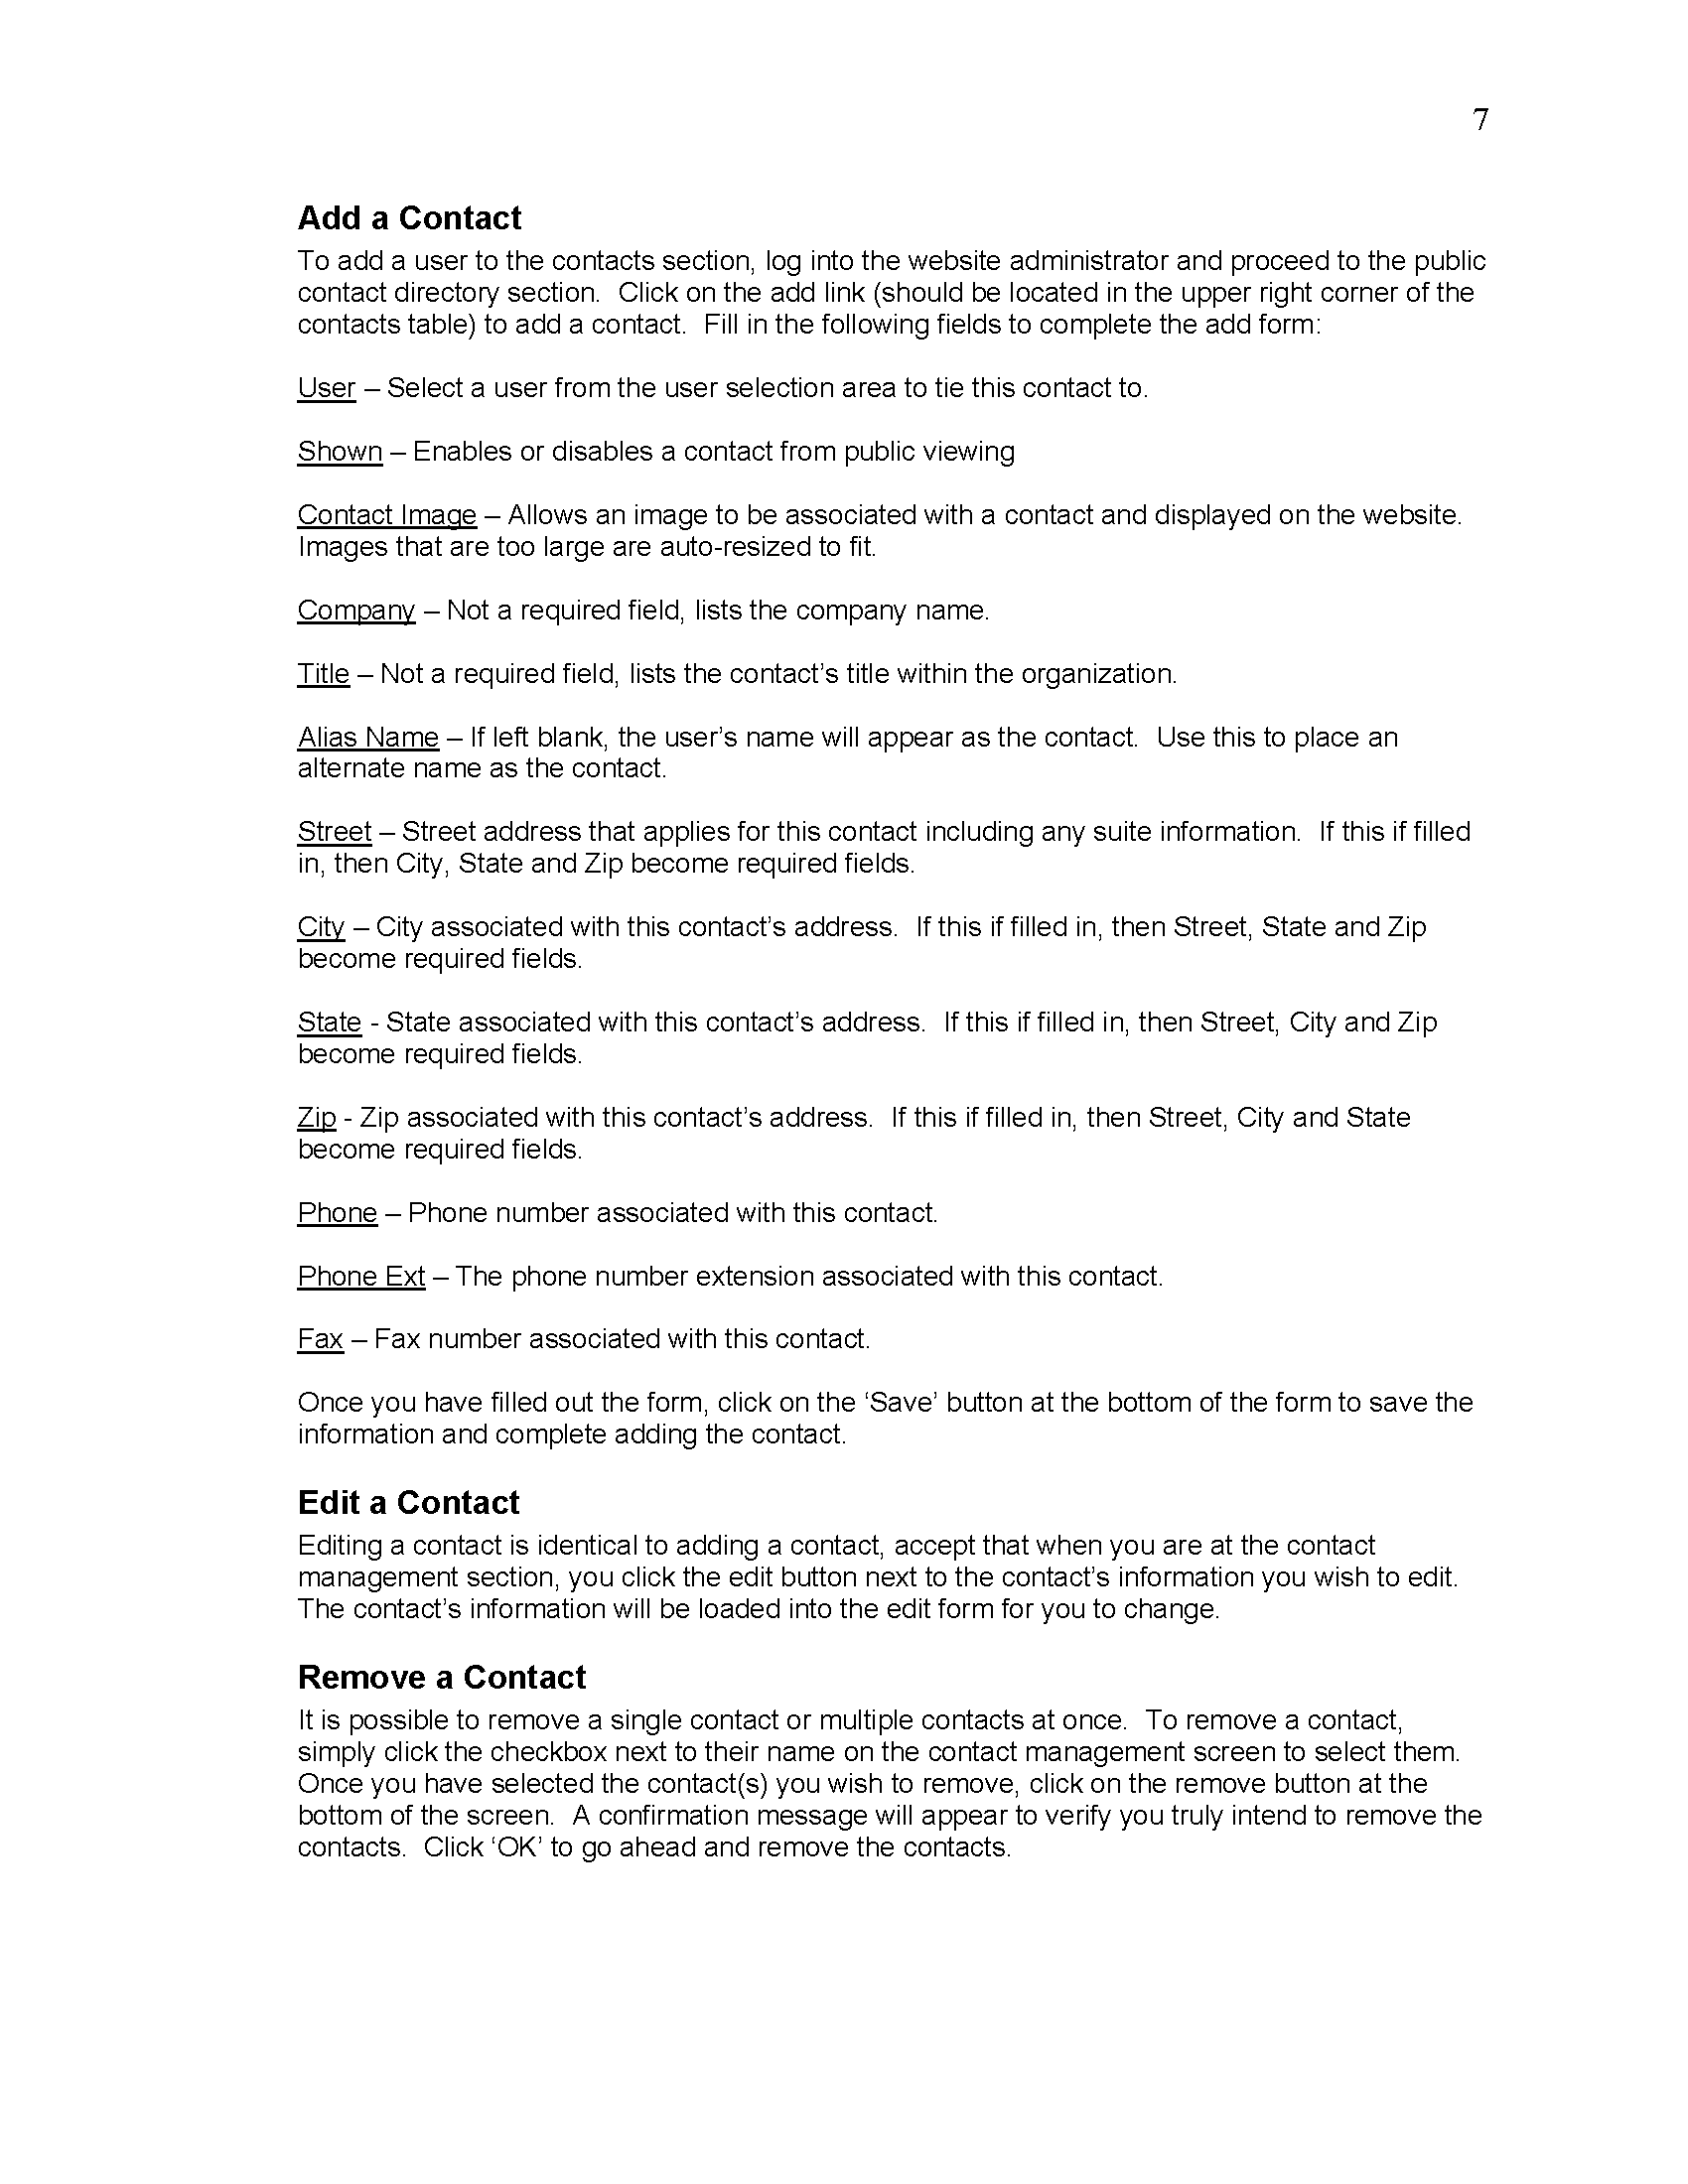 7
Add a Contact
To add a user to the contacts section, log into the website administrator and proceed to the public
contact directory section.  Click on the add link (should be located in the upper right corner of the
contacts table) to add a contact.  Fill in the following fields to complete the add form:
User – Select a user from the user selection area to tie this contact to.
Shown – Enables or disables a contact from public viewing
Contact Image – Allows an image to be associated with a contact and displayed on the website.
Images that are too large are auto-resized to fit.
Company – Not a required field, lists the company name.
Title – Not a required field, lists the contact’s title within the organization.
Alias Name – If left blank, the user’s name will appear as the contact.  Use this to place an
alternate name as the contact.
Street – Street address that applies for this contact including any suite information.  If this if filled
in, then City, State and Zip become required fields.
City – City associated with this contact’s address.  If this if filled in, then Street, State and Zip
become required fields.
State - State associated with this contact’s address.  If this if filled in, then Street, City and Zip
become required fields.
Zip - Zip associated with this contact’s address.  If this if filled in, then Street, City and State
become required fields.
Phone – Phone number associated with this contact.
Phone Ext – The phone number extension associated with this contact.
Fax – Fax number associated with this contact.
Once you have filled out the form, click on the ‘Save’ button at the bottom of the form to save the
information and complete adding the contact.
Edit a Contact
Editing a contact is identical to adding a contact, accept that when you are at the contact
management section, you click the edit button next to the contact’s information you wish to edit.
The contact’s information will be loaded into the edit form for you to change.
Remove a Contact
It is possible to remove a single contact or multiple contacts at once.  To remove a contact,
simply click the checkbox next to their name on the contact management screen to select them.
Once you have selected the contact(s) you wish to remove, click on the remove button at the
bottom of the screen.  A confirmation message will appear to verify you truly intend to remove the
contacts.  Click ‘OK’ to go ahead and remove the contacts.